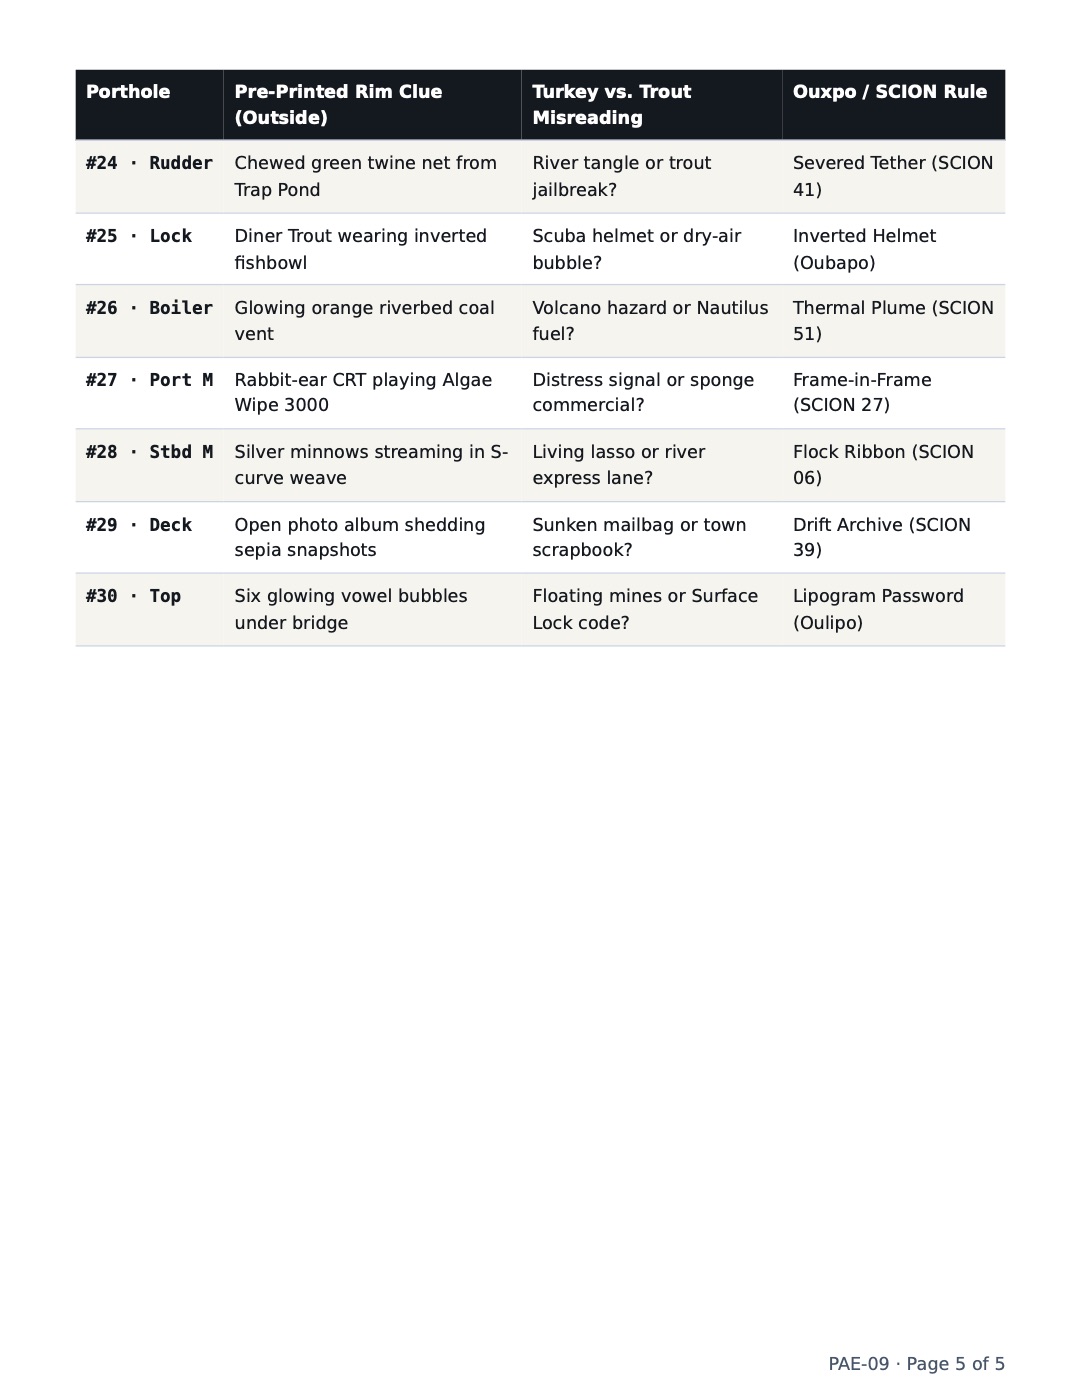 Porthole
Pre-Printed Rim Clue
(Outside)
Turkey vs. Trout
Misreading
Ouxpo / SCION Rule
#24 · Rudder
Chewed green twine net from
Trap Pond
River tangle or trout
jailbreak?
Severed Tether (SCION
41)
#25 · Lock
Diner Trout wearing inverted
fishbowl
Scuba helmet or dry-air
bubble?
Inverted Helmet
(Oubapo)
#26 · Boiler
Glowing orange riverbed coal
vent
Volcano hazard or Nautilus
fuel?
Thermal Plume (SCION
51)
#27 · Port M
Rabbit-ear CRT playing Algae
Wipe 3000
Distress signal or sponge
commercial?
Frame-in-Frame
(SCION 27)
#28 · Stbd M
Silver minnows streaming in S-
curve weave
Living lasso or river
express lane?
Flock Ribbon (SCION
06)
#29 · Deck
Open photo album shedding
sepia snapshots
Sunken mailbag or town
scrapbook?
Drift Archive (SCION
39)
#30 · Top
Six glowing vowel bubbles
under bridge
Floating mines or Surface
Lock code?
Lipogram Password
(Oulipo)
PAE-09 · Page 5 of 5